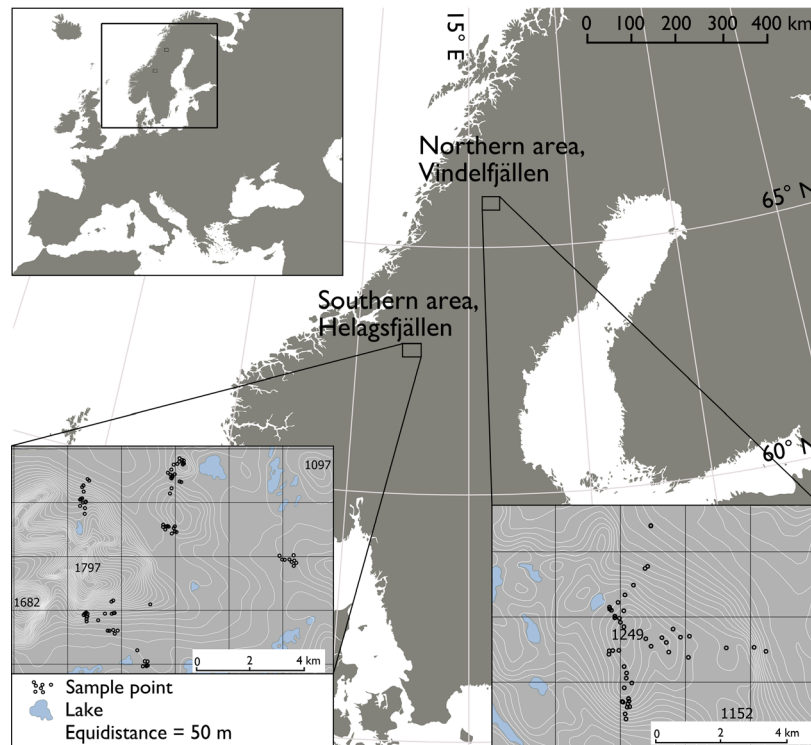 15° E
0 100 200 300 400 km
Northern area,
Vindelfjällen
65° N
Southern area,
Helagsfjällen
60° N
1097
1797
1682
0 2 4 km
Sample point
Lake
Equidistance = 50 m
1249
1152
0 2 4 km